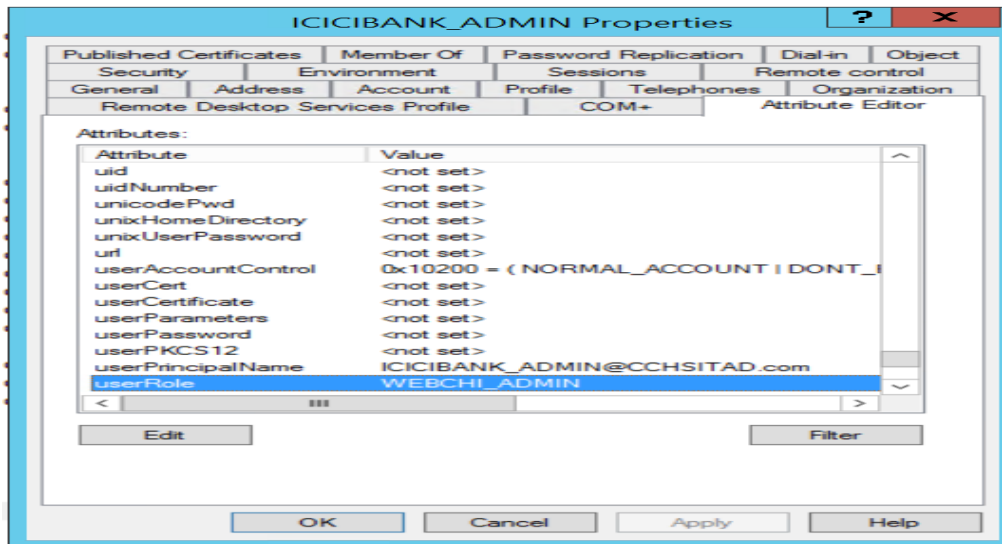 ICICIBANK_ADMIN Properties ? ×
Published Certificates Member Of Password Replication Dial-in Object
Security Environment Sessions Remote control
General Address Account Profile Telephones Organization
Remote Desktop Services Profile COM+ Attribute Editor
Attributes:
Attribute Value
uid <not set>
uidNumber <not set>
unicodePwd <not set>
unixHomeDirectory <not set>
unixUserPassword <not set>
url <not set>
userAccountControl 0x10200 = ( NORMAL_ACCOUNT | DONT_
userCert <not set>
userCertificate <not set>
userParameters <not set>
userPassword <not set>
userPKCS12 <not set>
userPrincipalName ICICIBANK_ADMIN@CCHSITAD.com
userRole WEBCHI_ADMIN
Edit Filter
OK Cancel Apply Help